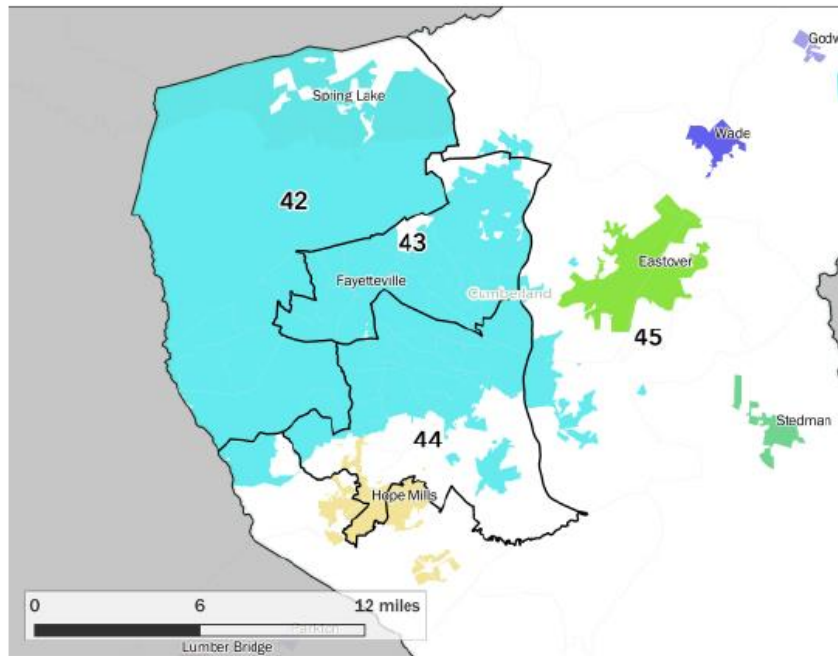 Godw
Wade
Spring Lake
42
43
Eastover
Fayetteville
Cumberland
45
Stedman
44
Hope Mills
0 6 12 miles
Parkton
Lumber Bridge